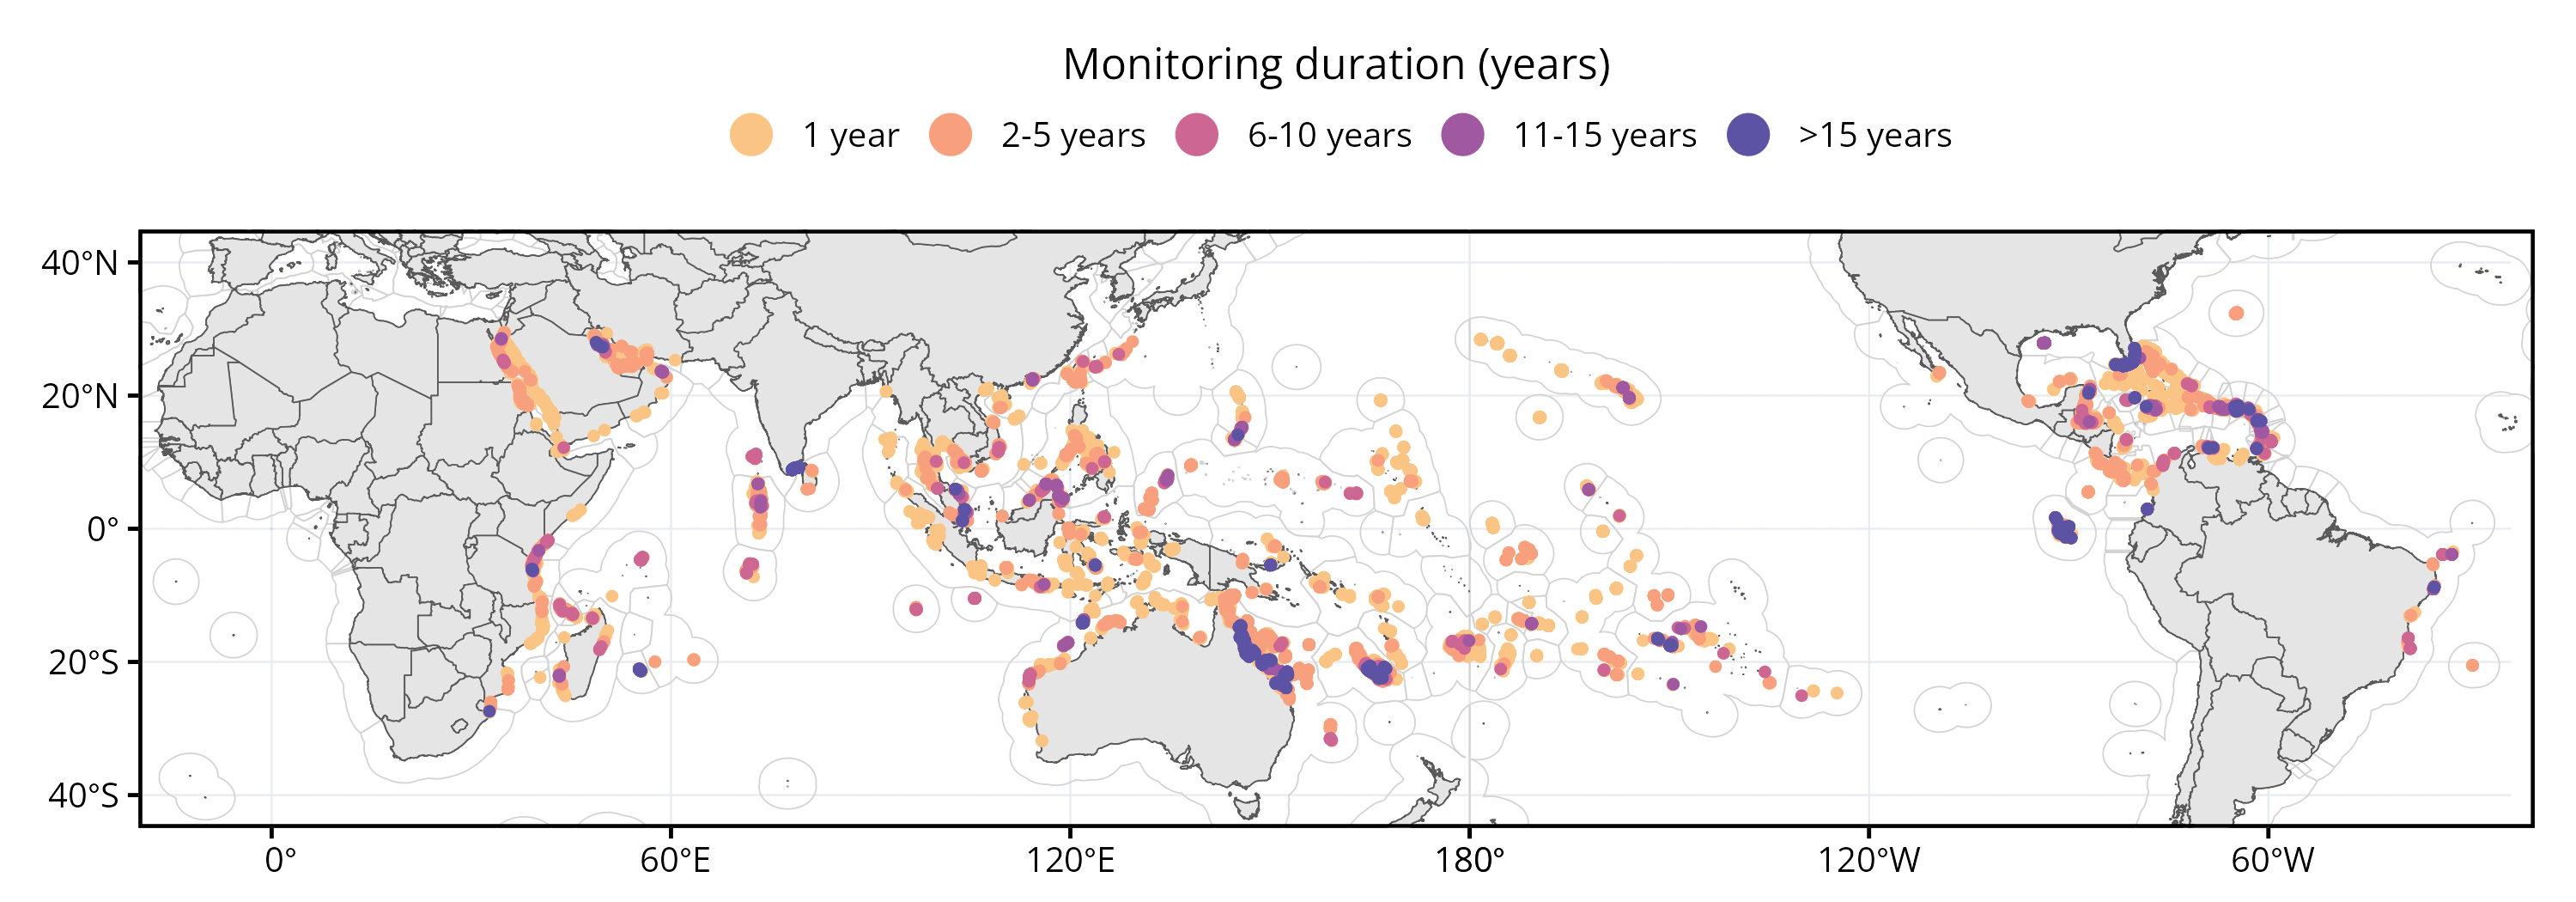 Monitoring duration (years)
1 year 2-5 years 6-10 years 11-15 years >15 years
40°N
20°N
0°
20°S
40°S
0° 60°E 120°E 180° 120°W 60°W